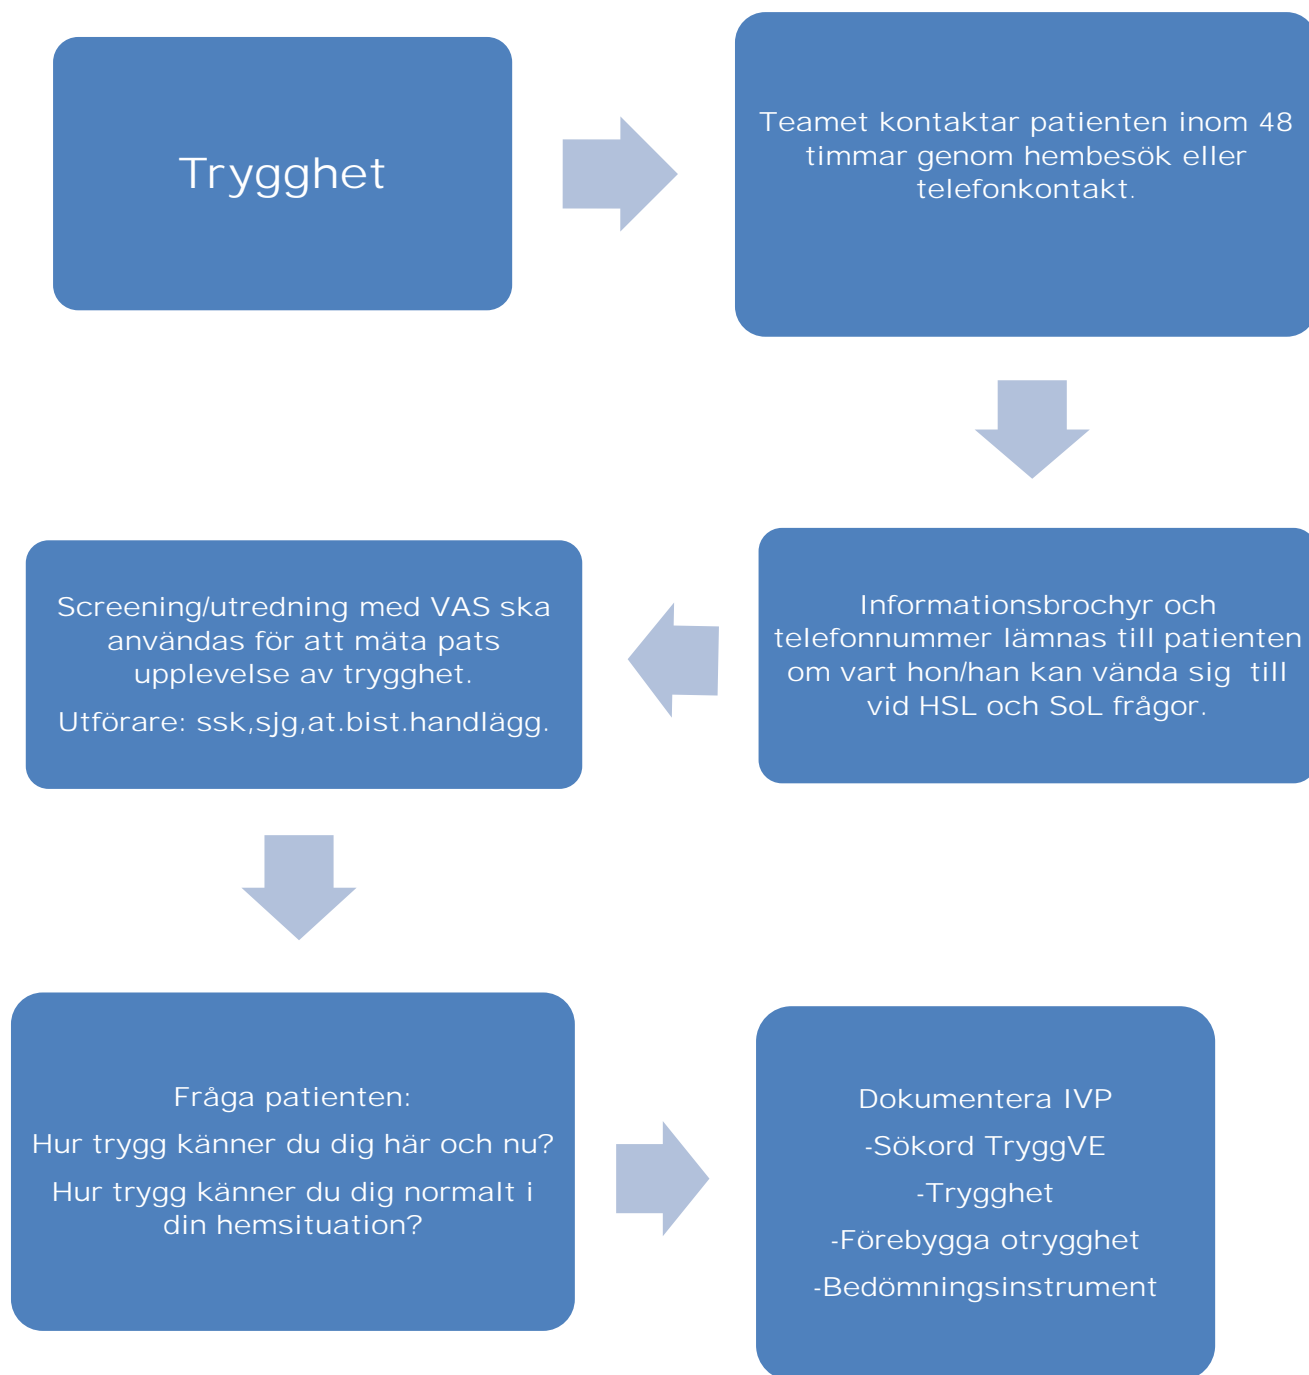 Trygghet
Teamet kontaktar patienten inom 48
timmar genom hembesök eller
telefonkontakt.
Informationsbrochyr och
telefonnummer lämnas till patienten
om vart hon/han kan vända sig  till
vid HSL och SoL frågor.
Screening/utredning med VAS ska
användas för att mäta pats
upplevelse av trygghet.
Utförare: ssk,sjg,at.bist.handlägg.
Fråga patienten:
Hur trygg känner du dig här och nu?
Hur trygg känner du dig normalt i
din hemsituation?
Dokumentera IVP
-Sökord TryggVE
-Trygghet
-Förebygga otrygghet
-Bedömningsinstrument